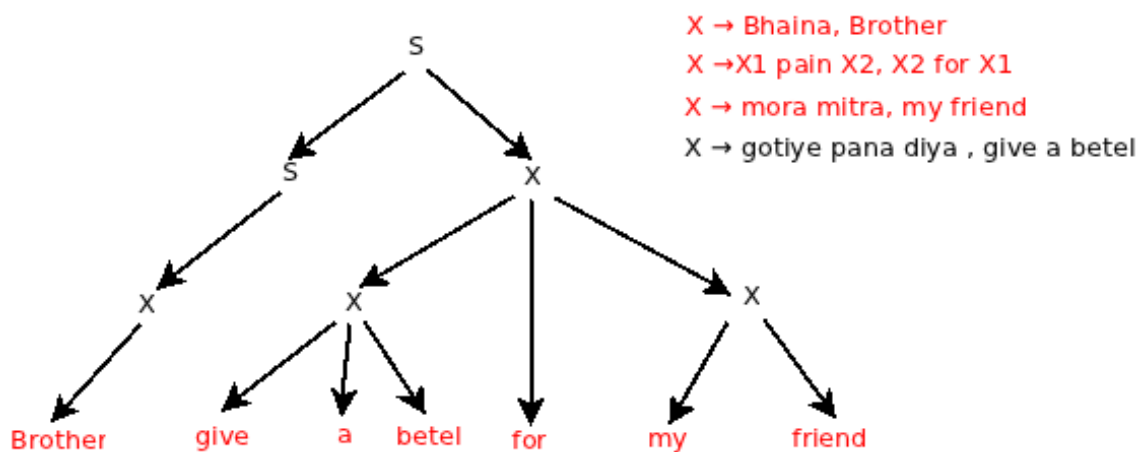 X → Bhaina, Brother
S
X →X1 pain X2, X2 for X1
X → mora mitra, my friend
X → gotiye pana diya , give a betel
S
X
X
X
X
Brother give a betel for my friend